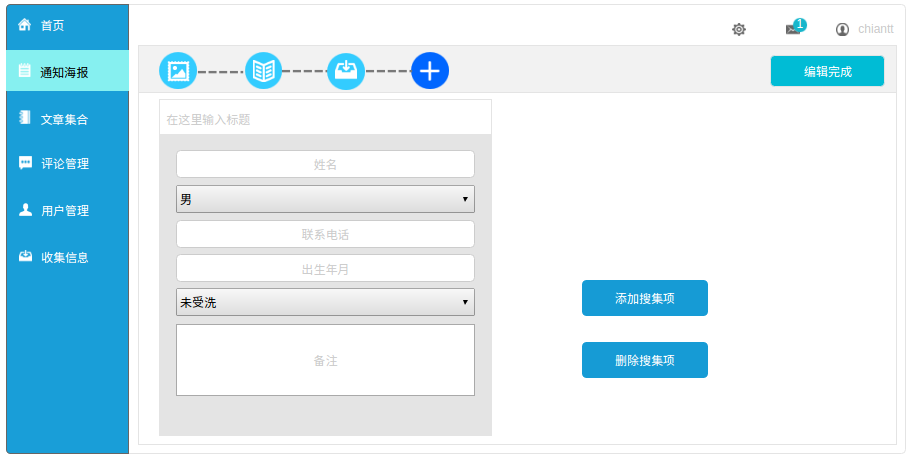 首页
1
chiantt
通知海报
编辑完成
文章集合
在这里输入标题
评论管理
姓名
男
用户管理
联系电话
收集信息
出生年月
未受洗
添加搜集项
备注
删除搜集项